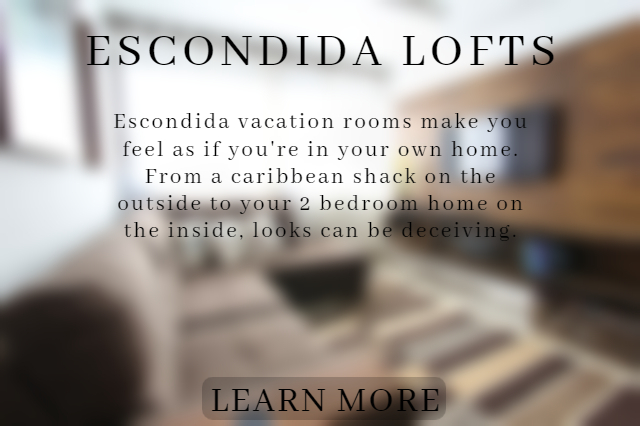 ESCONDIDA LOFTS
Escondida vacation rooms make you
feel as if you're in your own home.
From a caribbean shack on the
outside to your 2 bedroom home on
the inside, looks can be deceiving.
LEARN MORE